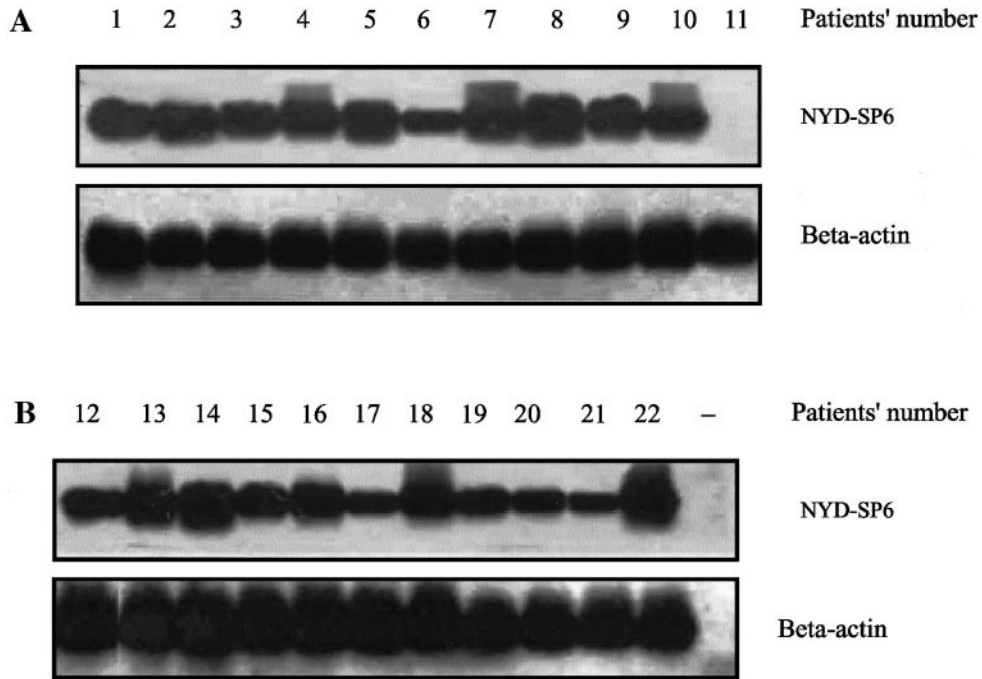 A 1 2 3 4 5 6 7 8 9 10 11 Patients' number
NYD-SP6
Beta-actin
B 12 13 14 15 16 17 18 19 20 21 22 – Patients' number
NYD-SP6
Beta-actin